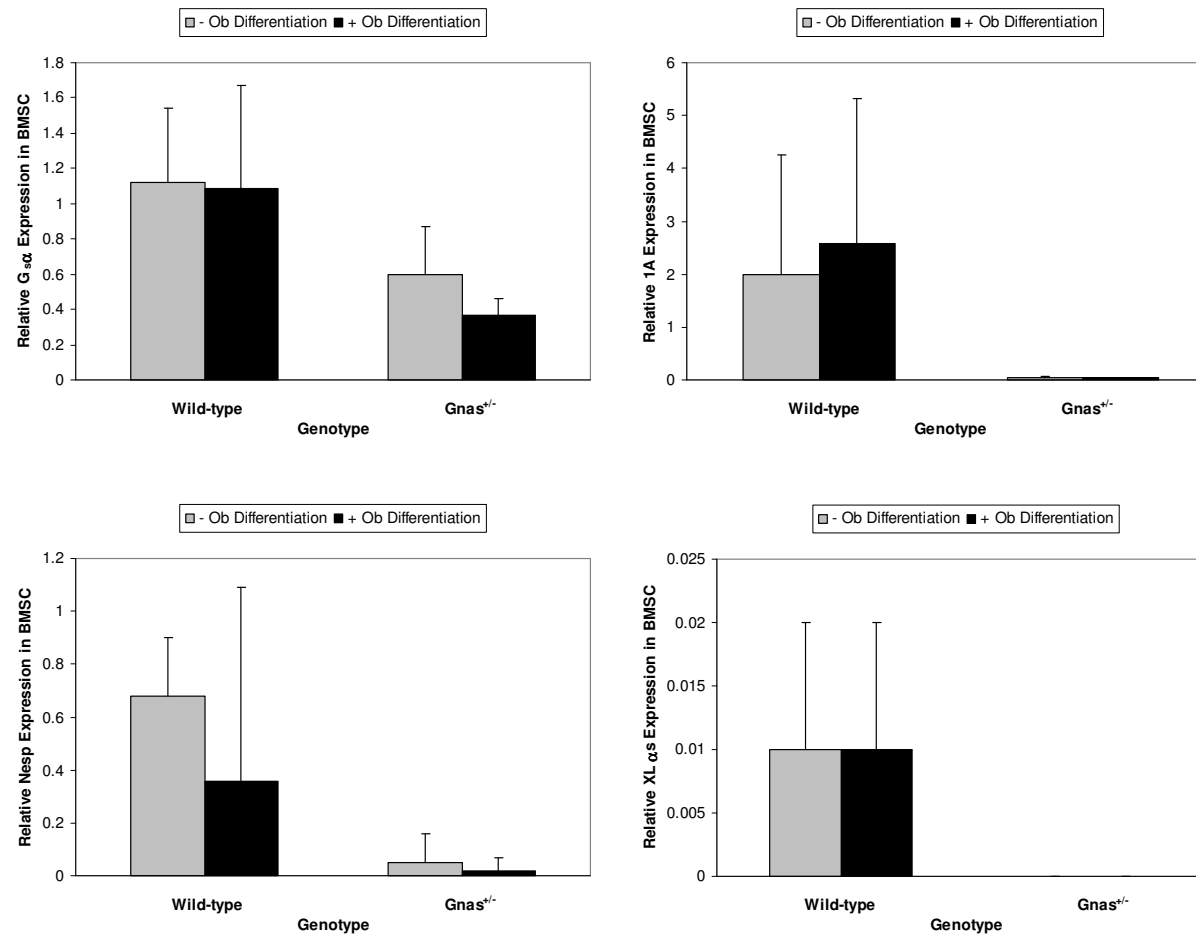 - Ob Differentiation + Ob Differentiation
Relative Gsα Expression in BMSC
1.8
1.6
1.4
1.2
1
0.8
0.6
0.4
0.2
0
Wild-type Gnas+/-
Genotype
- Ob Differentiation + Ob Differentiation
Relative 1A Expression in BMSC
6
5
4
3
2
1
0
Wild-type Gnas+/-
Genotype
- Ob Differentiation + Ob Differentiation
Relative Nesp Expression in BMSC
1.2
1
0.8
0.6
0.4
0.2
0
Wild-type Gnas+/-
Genotype
- Ob Differentiation + Ob Differentiation
Relative XL αs Expression in BMSC
0.025
0.02
0.015
0.01
0.005
0
Wild-type Gnas+/-
Genotype